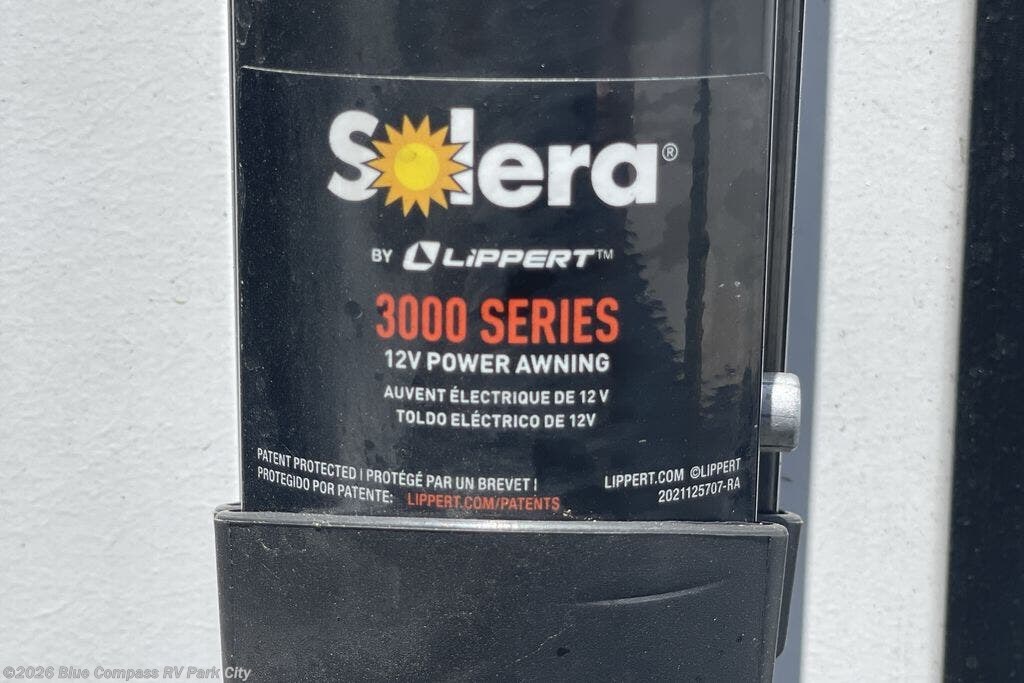 Solera®
BY LIPPERT™
3000 SERIES
12V POWER AWNING
AUVENT ÉLECTRIQUE DE 12 V
TOLDO ELÉCTRICO DE 12V
PATENT PROTECTED | PROTÉGÉ PAR UN BREVET |
PROTEGIDO POR PATENTE: LIPPERT.COM/PATENTS
LIPPERT.COM ©LIPPERT
2021125707-RA
©2026 Blue Compass RV Park City